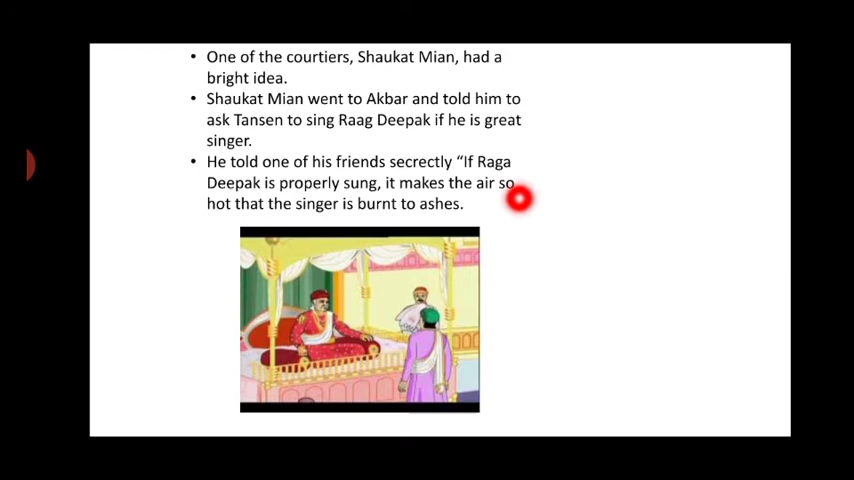 • One of the courtiers, Shaukat Mian, had a
bright idea.
• Shaukat Mian went to Akbar and told him to
ask Tansen to sing Raag Deepak if he is great
singer.
• He told one of his friends secrectly “If Raga
Deepak is properly sung, it makes the air so
hot that the singer is burnt to ashes.